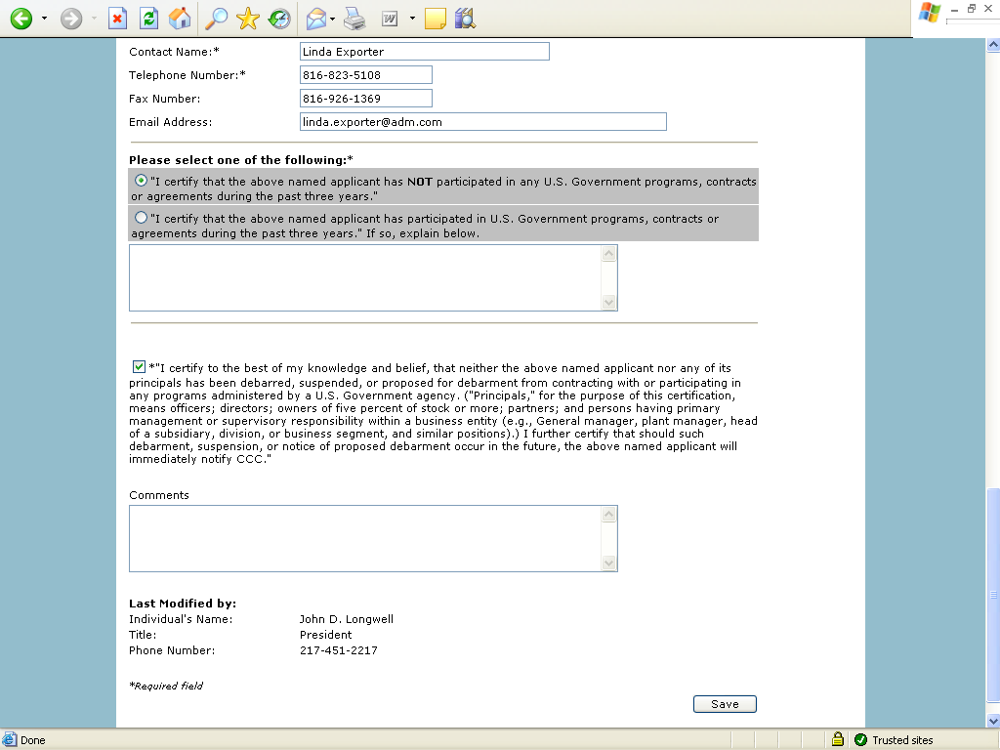 Contact Name:* Linda Exporter
Telephone Number:* 816-823-5108
Fax Number: 816-926-1369
Email Address: linda.exporter@adm.com
Please select one of the following:*
"I certify that the above named applicant has NOT participated in any U.S. Government programs, contracts
or agreements during the past three years."
"I certify that the above named applicant has participated in U.S. Government programs, contracts or
agreements during the past three years." If so, explain below.
*"I certify to the best of my knowledge and belief, that neither the above named applicant nor any of its
principals has been debarred, suspended, or proposed for debarment from contracting with or participating in
any programs administered by a U.S. Government agency. ("Principals," for the purpose of this certification,
means officers; directors; owners of five percent of stock or more; partners; and persons having primary
management or supervisory responsibility within a business entity (e.g., General manager, plant manager, head
of a subsidiary, division, or business segment, and similar positions).) I further certify that should such
debarment, suspension, or notice of proposed debarment occur in the future, the above named applicant will
immediately notify CCC."
Comments
Last Modified by:
Individual's Name: John D. Longwell
Title: President
Phone Number: 217-451-2217
*Required field
Save
Done Trusted sites